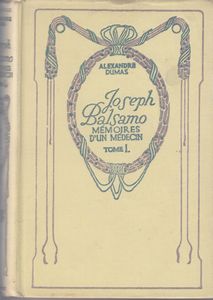 ALEXANDRE
DUMAS
Joseph
Balsamo
MÉMOIRES
D'UN MÉDECIN
TOME I.